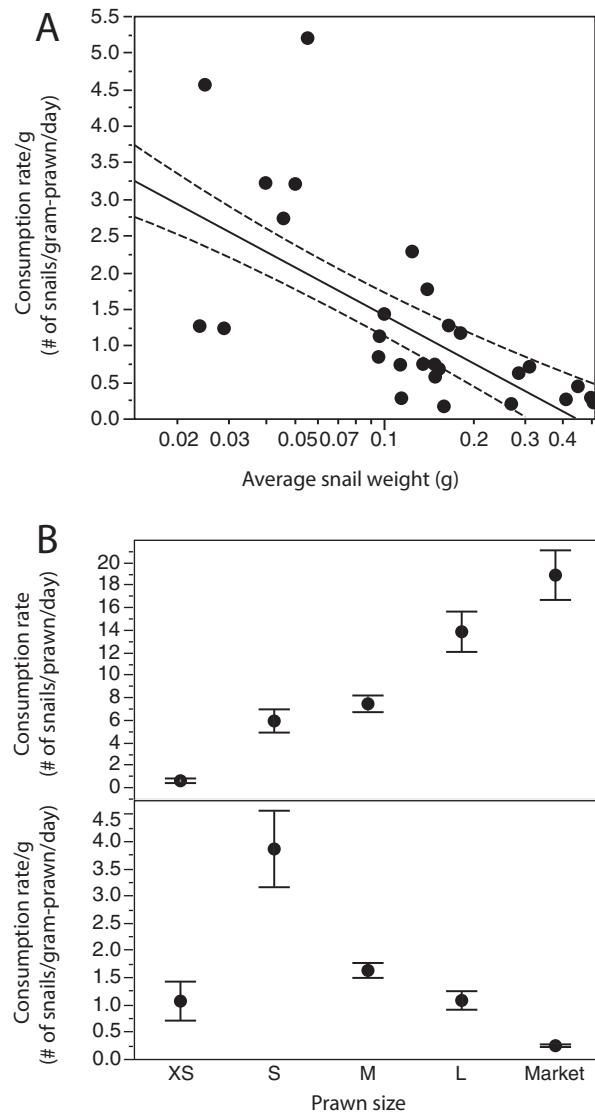 A
5.5
5.0
4.5
4.0
3.5
3.0
2.5
2.0
1.5
1.0
0.5
0.0
Consumption rate/g
(# of snails/gram-prawn/day)
0.02 0.03 0.05 0.07 0.1 0.2 0.3 0.4
Average snail weight (g)
B
20
18
16
14
12
10
8
6
4
2
0
Consumption rate
(# of snails/prawn/day)
4.5
4.0
3.5
3.0
2.5
2.0
1.5
1.0
0.5
0.0
Consumption rate/g
(# of snails/gram-prawn/day)
XS S M L Market
Prawn size